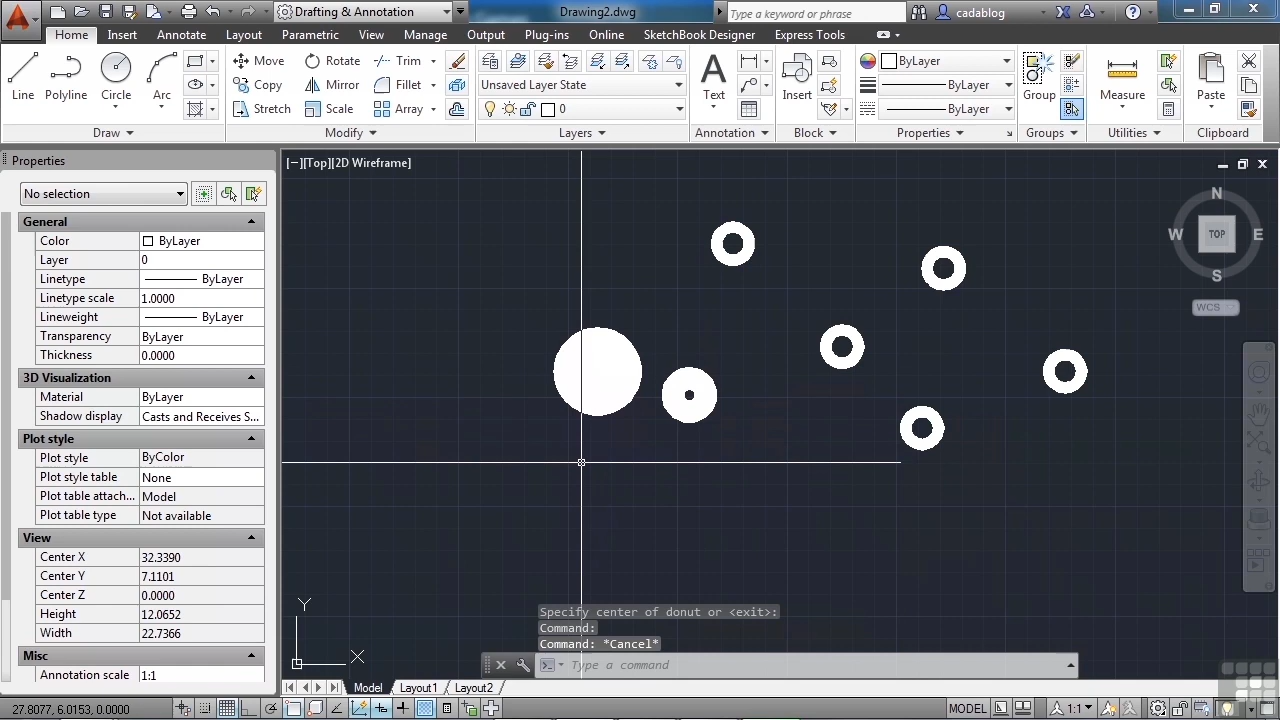 Drafting & Annotation
Drawing2.dwg
Type a keyword or phrase
cadablog
Home Insert Annotate Layout Parametric View Manage Output Plug-ins Online SketchBook Designer Express Tools
Line
Polyline
Circle
Arc
Draw
Move
Rotate
Trim
Copy
Mirror
Fillet
Stretch
Scale
Array
Modify
Unsaved Layer State
0
Layers
Text
Annotation
Insert
Block
ByLayer
ByLayer
ByLayer
Properties
Group
Groups
Measure
Utilities
Paste
Clipboard
Properties
No selection
General
Color ByLayer
Layer 0
Linetype ByLayer
Linetype scale 1.0000
Lineweight ByLayer
Transparency ByLayer
Thickness 0.0000
3D Visualization
Material ByLayer
Shadow display Casts and Receives S...
Plot style
Plot style ByColor
Plot style table None
Plot table attach... Model
Plot table type Not available
View
Center X 32.3390
Center Y 7.1101
Center Z 0.0000
Height 12.0652
Width 22.7366
Misc
Annotation scale 1:1
[−][Top][2D Wireframe]
N
W TOP E
S
WCS
Y
X
Specify center of donut or <exit>:
Command:
Command: *Cancel*
Type a command
Model Layout1 Layout2
27.8077, 6.0153, 0.0000
MODEL
1:1